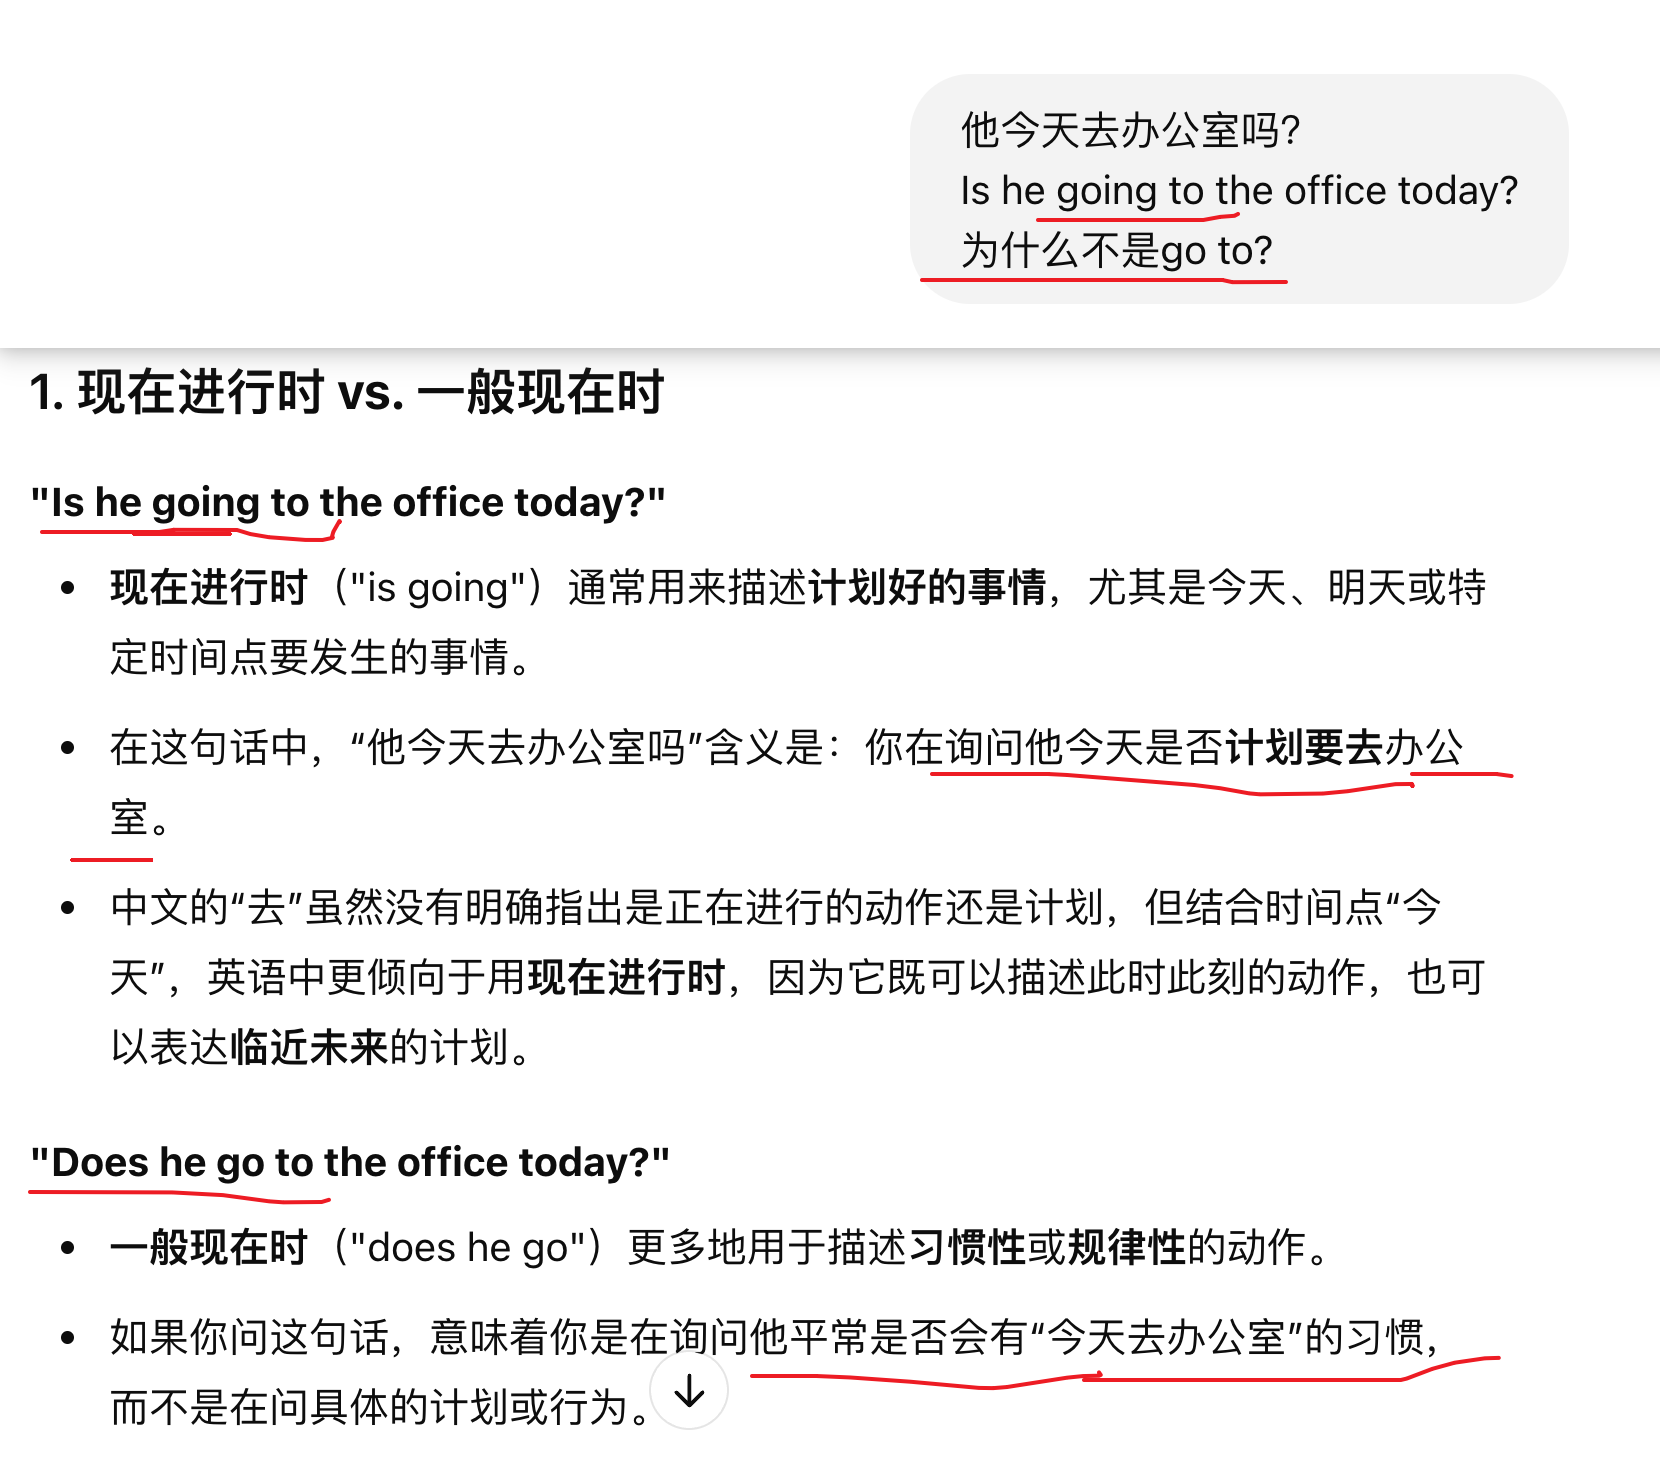 他今天去办公室吗?
Is he going to the office today?
为什么不是go to?
1. 现在进行时 vs. 一般现在时
"Is he going to the office today?"
• 现在进行时（"is going"）通常用来描述计划好的事情，尤其是今天、明天或特
定时间点要发生的事情。
• 在这句话中，“他今天去办公室吗”含义是：你在询问他今天是否计划要去办公
室。
• 中文的“去”虽然没有明确指出是正在进行的动作还是计划，但结合时间点“今
天”，英语中更倾向于用现在进行时，因为它既可以描述此时此刻的动作，也可
以表达临近未来的计划。
"Does he go to the office today?"
• 一般现在时（"does he go"）更多地用于描述习惯性或规律性的动作。
• 如果你问这句话，意味着你是在询问他平常是否会有“今天去办公室”的习惯，
而不是在问具体的计划或行为。